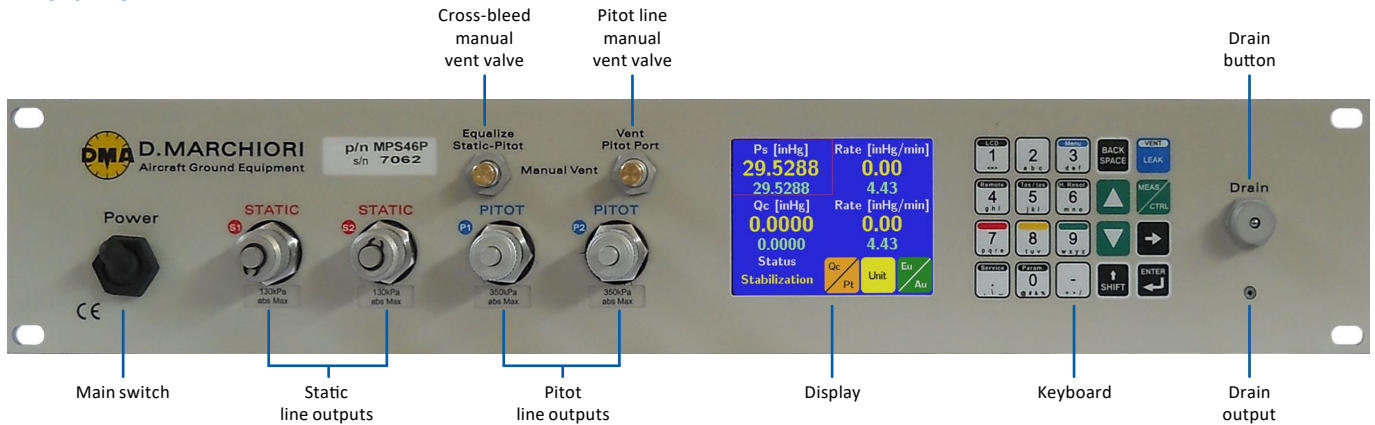 Cross-bleed
manual
vent valve
Pitot line
manual
vent valve
Drain
button
DMA
D.MARCHIORI
Aircraft Ground Equipment
p/n MPS46P
s/n 7062
Equalize
Static-Pitot
Manual Vent
Vent
Pitot Port
Power
S1
STATIC
130kPa
abs Max
S2
STATIC
130kPa
abs Max
P1
PITOT
350kPa
abs Max
P2
PITOT
350kPa
abs Max
CE
Ps [inHg] Rate [inHg/min]
29.5288 0.00
29.5288 4.43
Qc [inHg] Rate [inHg/min]
0.0000 0.00
0.0000 4.43
Status
Stabilization
Qc/Pt
Unit
Eu/Au
LCD
1
2
a b c
Menu
3
d e f
BACK
SPACE
VENT
LEAK
Remote
4
g h i
Tas/Ias
5
j k l
H. Resol
6
m n o
MEAS/
CTRL
7
p q r s
8
t u v
9
w x y z
Service
.
Param
0
@ # & %
-
SHIFT
ENTER
Drain
Main switch
Static
line outputs
Pitot
line outputs
Display
Keyboard
Drain
output